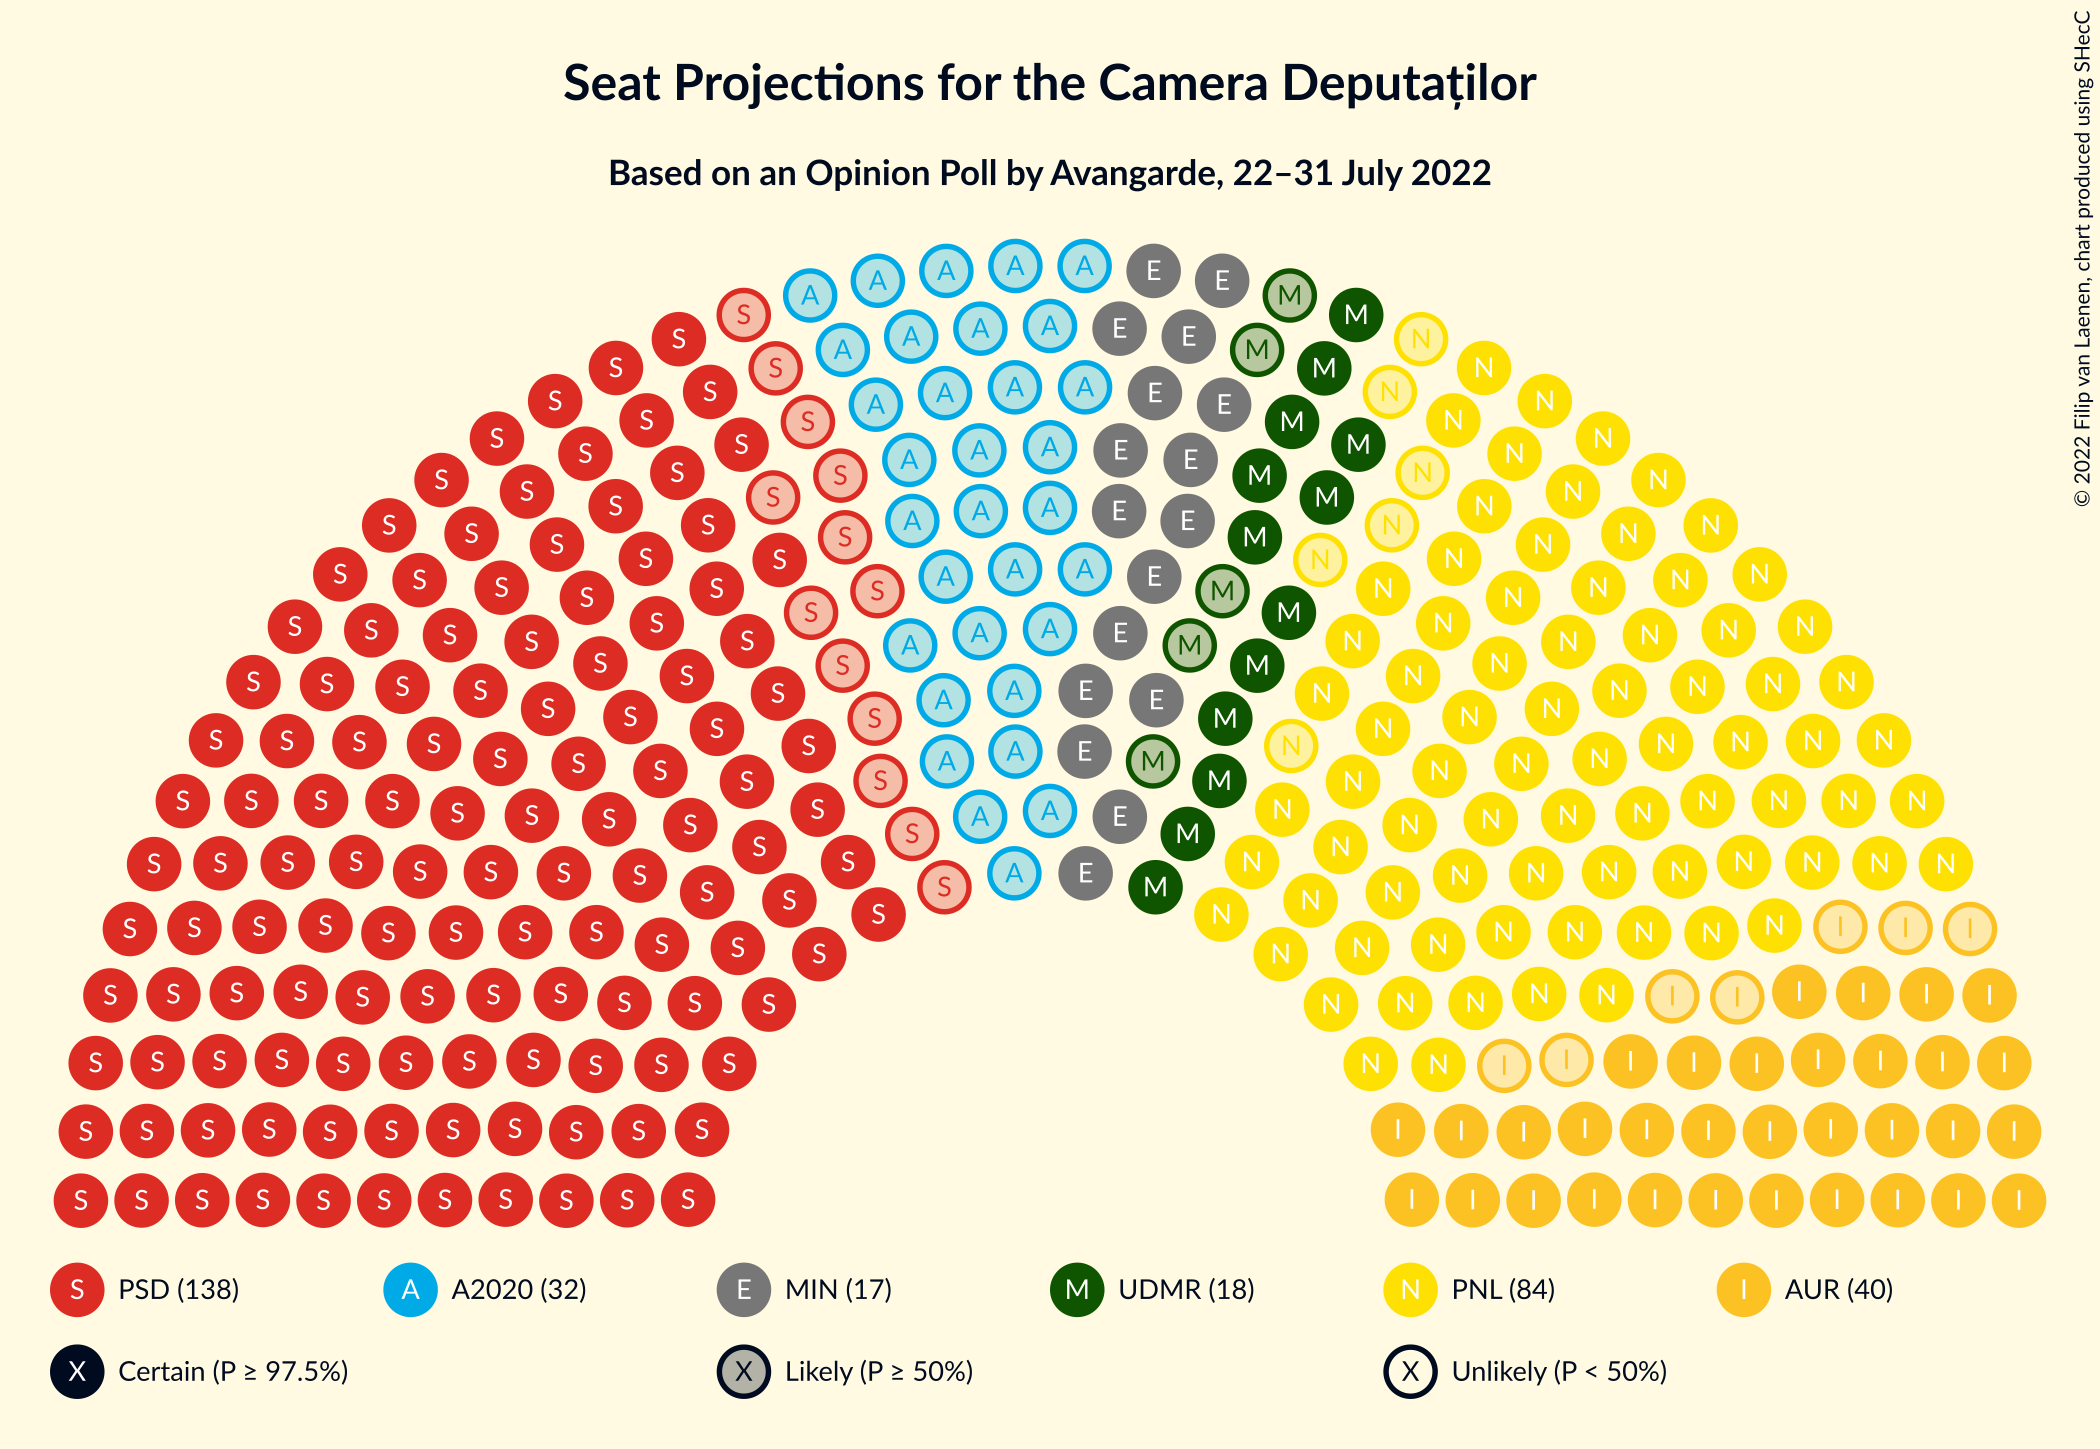 Seat Projections for the Camera Deputaților
Based on an Opinion Poll by Avangarde, 22–31 July 2022
© 2022 Filip van Laenen, chart produced using SHecC
S PSD (138) A A2020 (32) E MIN (17) M UDMR (18) N PNL (84) I AUR (40)
X Certain (P ≥ 97.5%) X Likely (P ≥ 50%) X Unlikely (P < 50%)